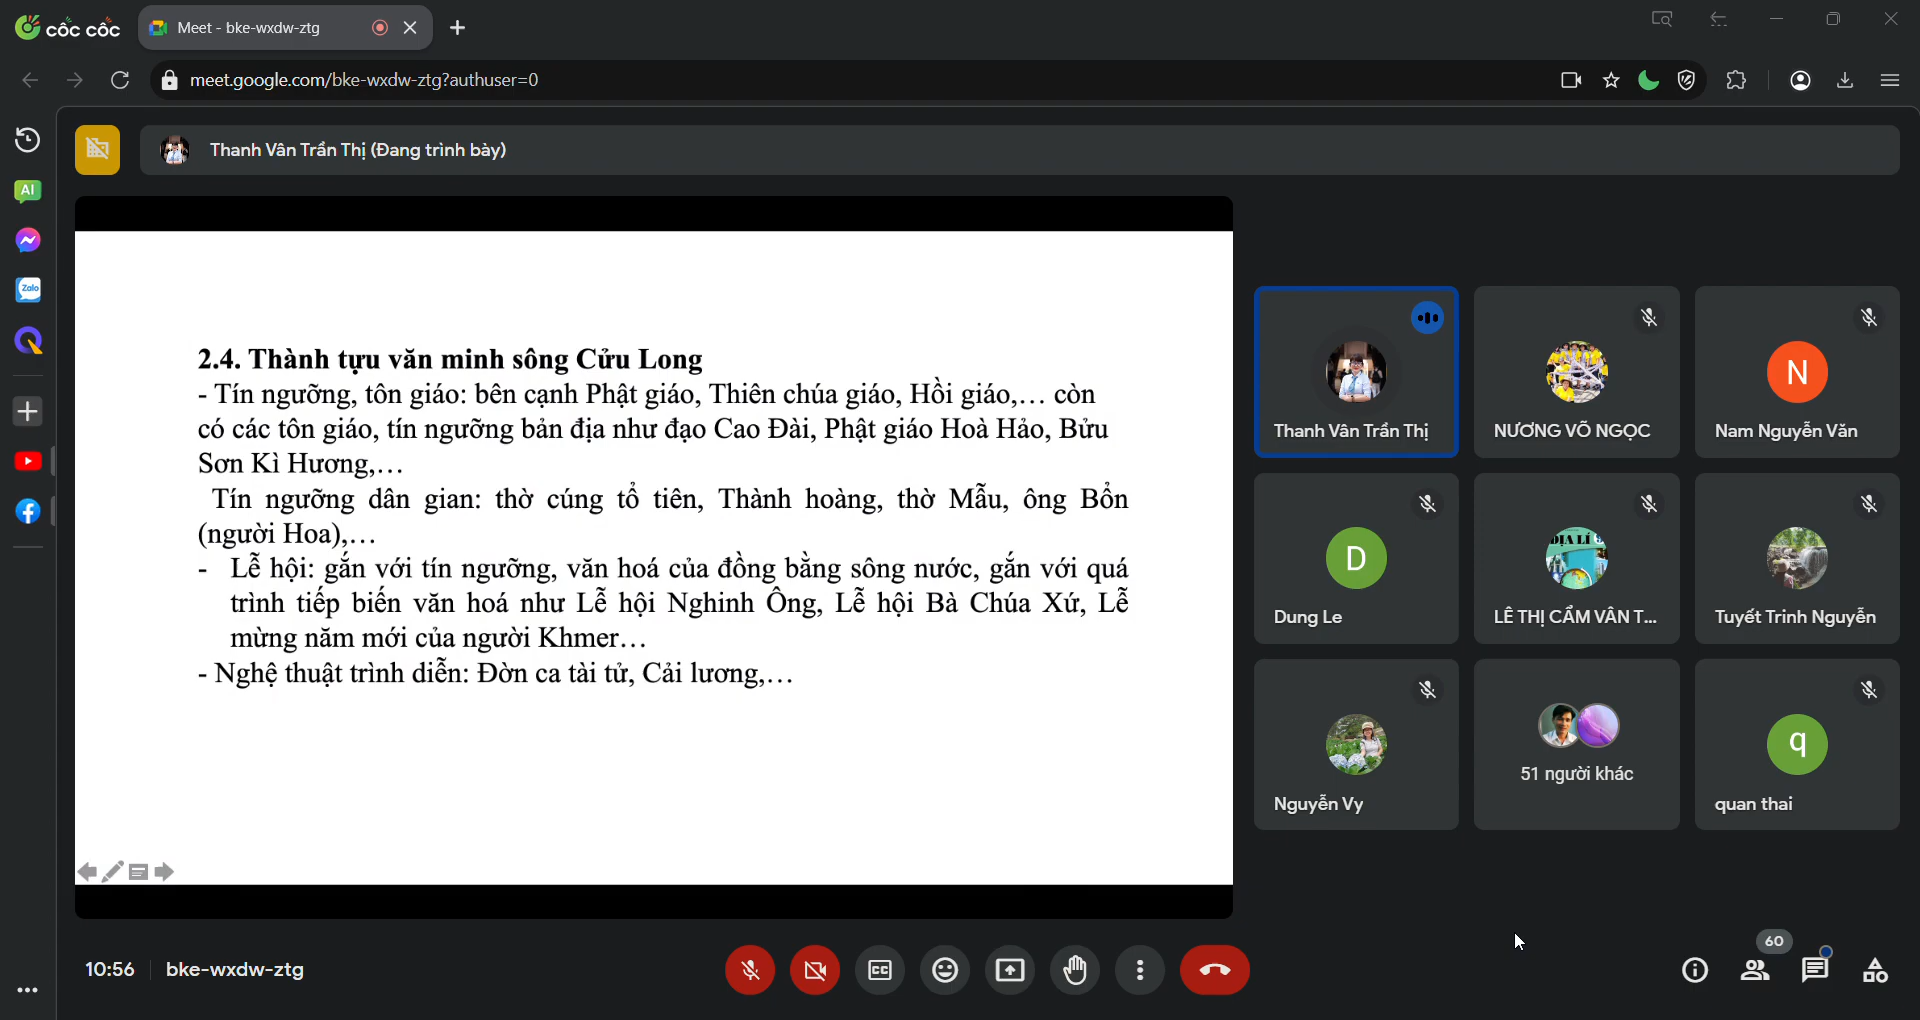 cốc cốc
Meet - bke-wxdw-ztg
meet.google.com/bke-wxdw-ztg?authuser=0
AI
Zalo
Thanh Vân Trần Thị (Đang trình bày)
2.4. Thành tựu văn minh sông Cửu Long
- Tín ngưỡng, tôn giáo: bên cạnh Phật giáo, Thiên chúa giáo, Hồi giáo,... còn
có các tôn giáo, tín ngưỡng bản địa như đạo Cao Đài, Phật giáo Hoà Hảo, Bửu
Sơn Kì Hương,...
Tín ngưỡng dân gian: thờ cúng tổ tiên, Thành hoàng, thờ Mẫu, ông Bổn
(người Hoa),...
- Lễ hội: gắn với tín ngưỡng, văn hoá của đồng bằng sông nước, gắn với quá
trình tiếp biến văn hoá như Lễ hội Nghinh Ông, Lễ hội Bà Chúa Xứ, Lễ
mừng năm mới của người Khmer...
- Nghệ thuật trình diễn: Đờn ca tài tử, Cải lương,...
Thanh Vân Trần Thị
NƯƠNG VÕ NGỌC
N
Nam Nguyễn Văn
D
Dung Le
ĐỊA LÍ
LÊ THỊ CẨM VÂN T...
Tuyết Trinh Nguyễn
Nguyễn Vy
51 người khác
q
quan thai
10:56
bke-wxdw-ztg
CC
60